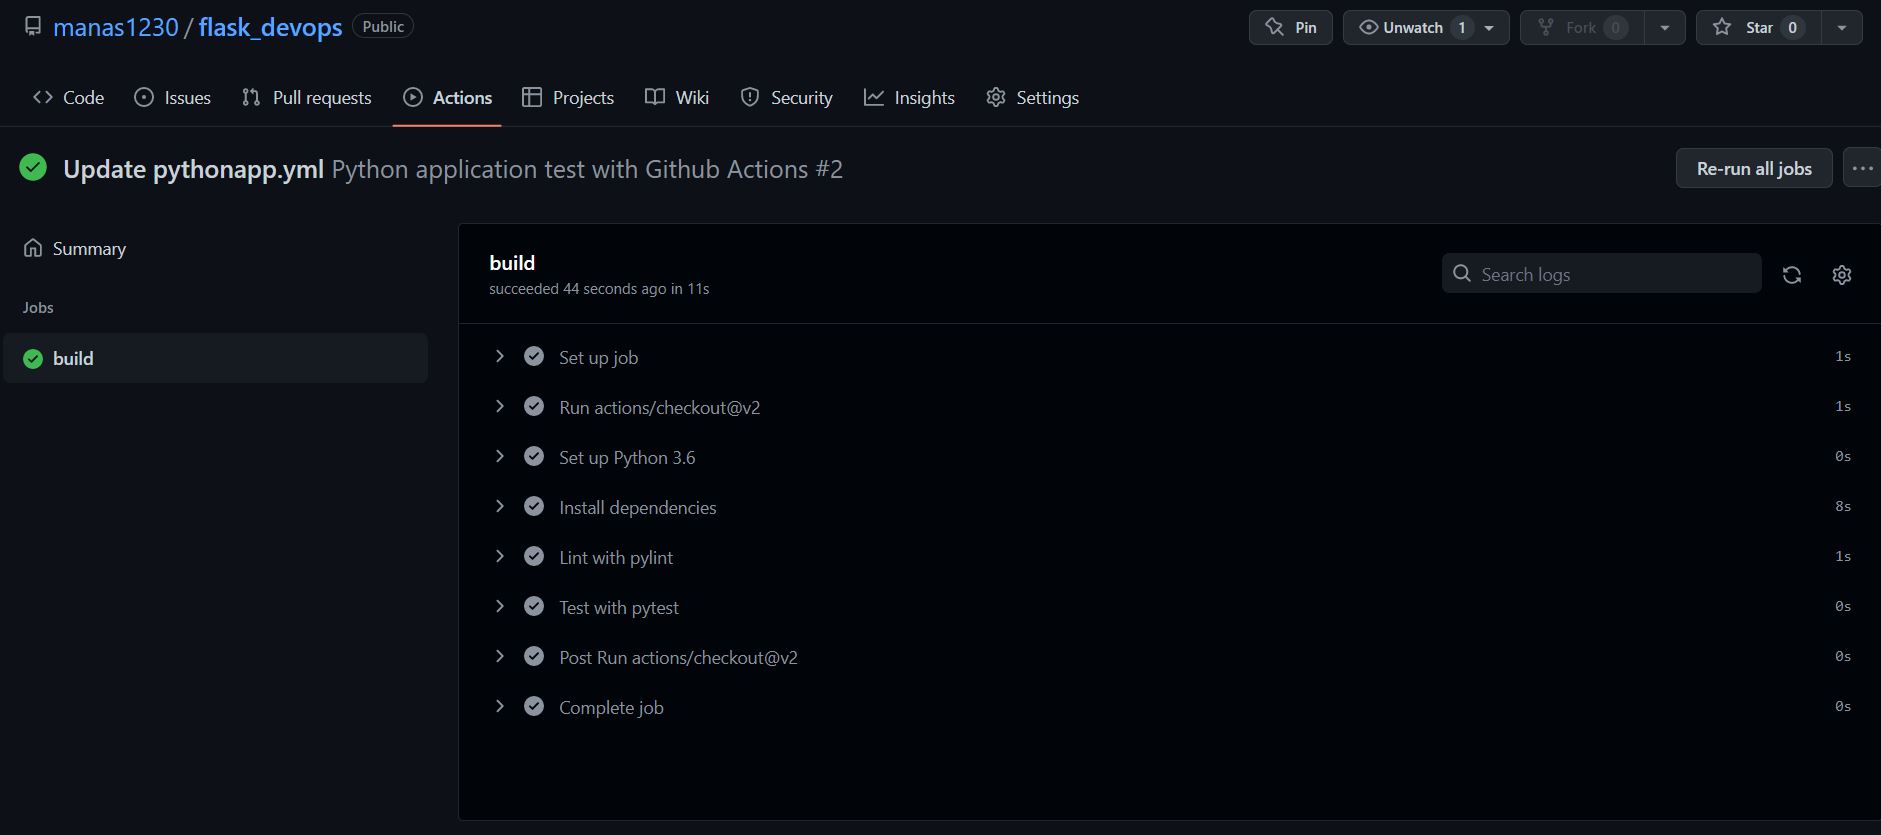 manas1230 / flask_devops Public Pin Unwatch 1 Fork 0 Star 0
Code Issues Pull requests Actions Projects Wiki Security Insights Settings
Update pythonapp.yml Python application test with Github Actions #2 Re-run all jobs ...
Summary
Jobs
build
build
succeeded 44 seconds ago in 11s
Search logs
Set up job 1s
Run actions/checkout@v2 1s
Set up Python 3.6 0s
Install dependencies 8s
Lint with pylint 1s
Test with pytest 0s
Post Run actions/checkout@v2 0s
Complete job 0s